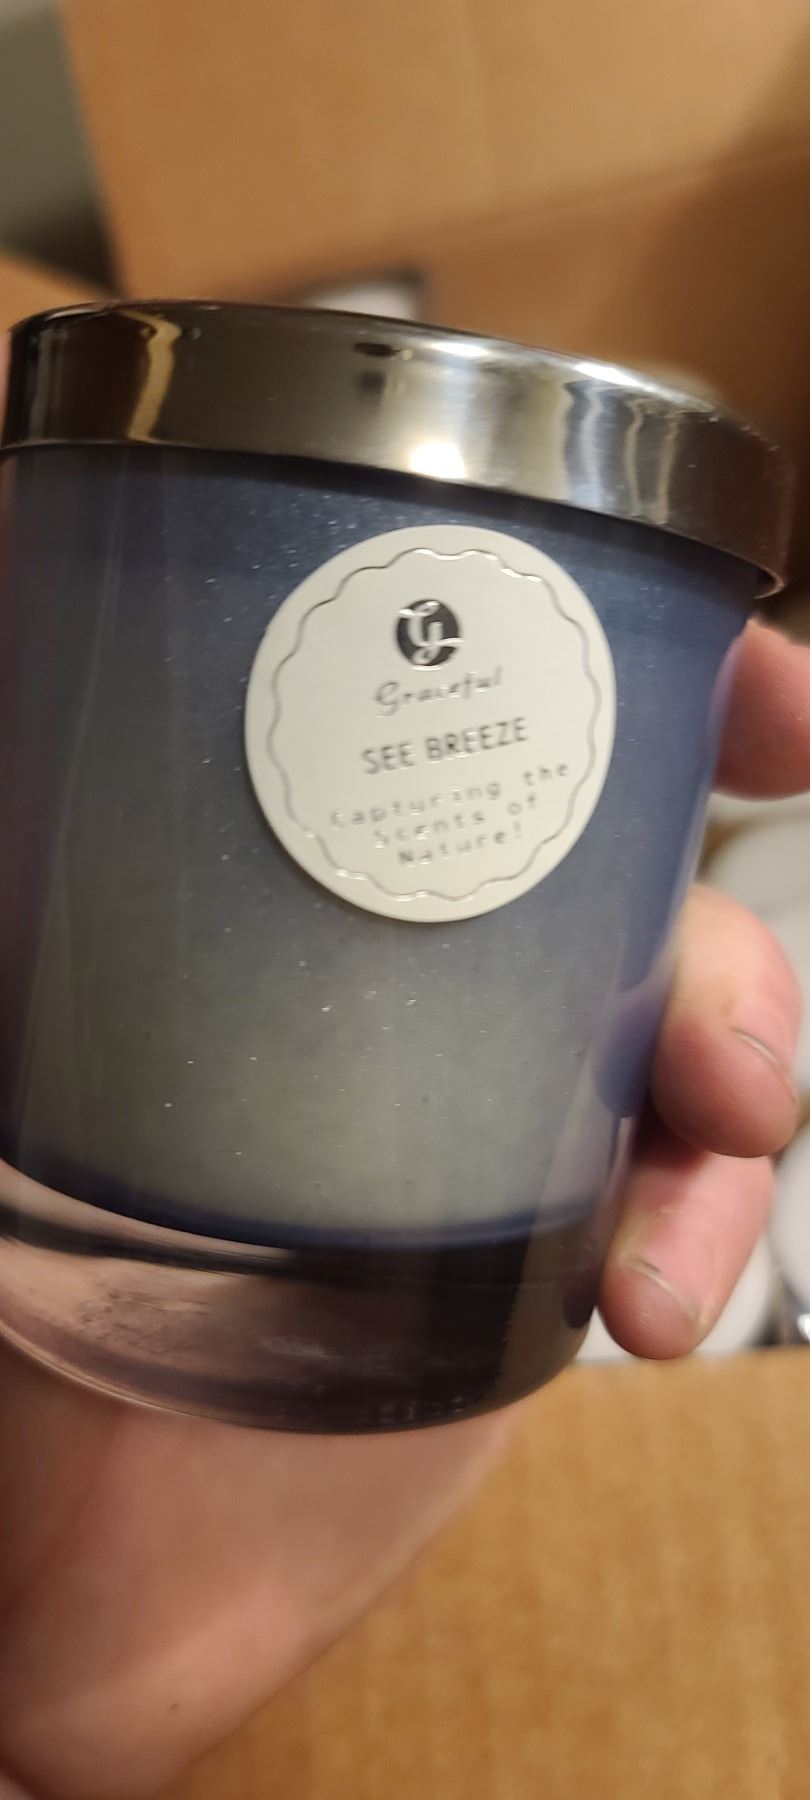 G
Graceful
SEE BREEZE
Capturing the
Scents of
Nature!